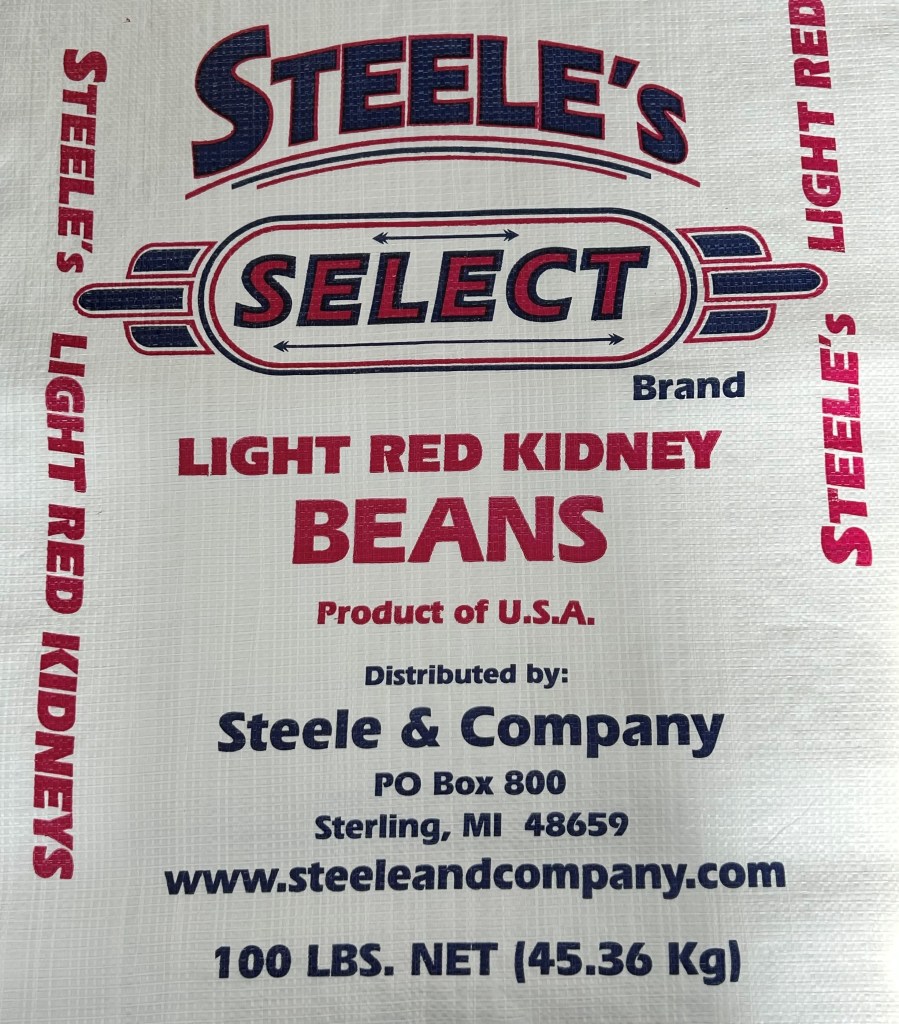 STEELE's
SELECT
Brand
LIGHT RED KIDNEY
BEANS
Product of U.S.A.
Distributed by:
Steele & Company
PO Box 800
Sterling, MI 48659
www.steeleandcompany.com
100 LBS. NET (45.36 Kg)
STEELE's LIGHT RED KIDNEYS
STEELE's LIGHT RED